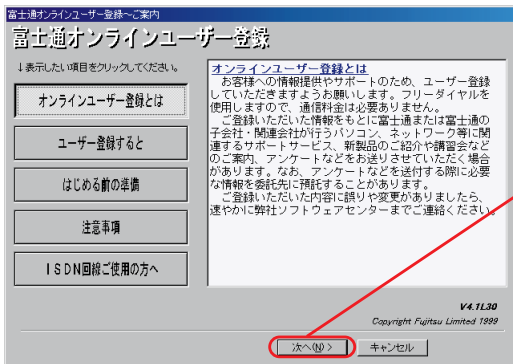 富士通オンラインユーザー登録～ご案内
富士通オンラインユーザー登録
↓表示したい項目をクリックしてください。
オンラインユーザー登録とは
ユーザー登録すると
はじめる前の準備
注意事項
ISDN回線ご使用の方へ
オンラインユーザー登録とは
お客様への情報提供やサポートのため、ユーザー登録
していただきますようお願いします。フリーダイヤルを
使用しますので、通信料金は必要ありません。
ご登録いただいた情報をもとに富士通または富士通の
子会社・関連会社が行うパソコン、ネットワーク等に関
連するサポートサービス、新製品のご紹介や講習会など
のご案内、アンケートなどをお送りさせていただく場合
があります。なお、アンケートなどを送付する際に必要
な情報を委託先に預託することがあります。
ご登録いただいた内容に誤りや変更がありましたら、
速やかに弊社ソフトウェアセンターまでご連絡ください。
V4.1L30
Copyright Fujitsu Limited 1999
次へ(N) >
キャンセル